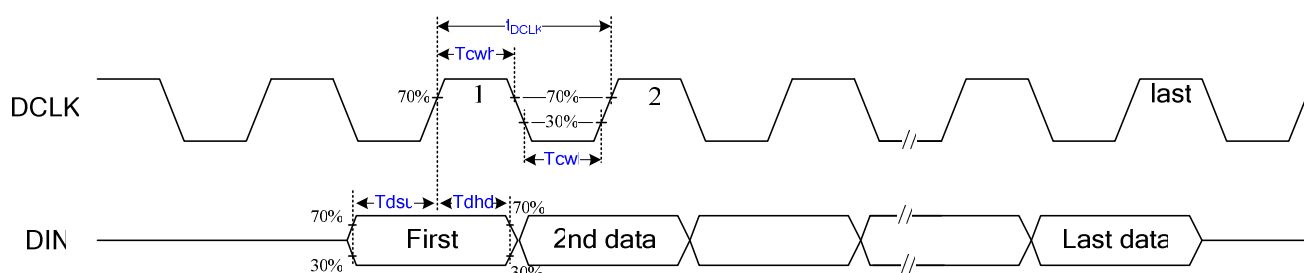 tDCLK
Tcwh
DCLK
70%
1
70%
2
last
30%
Tcwl
Tdsu
Tdhd
70%
70%
DIN
First
2nd data
Last data
30%
30%